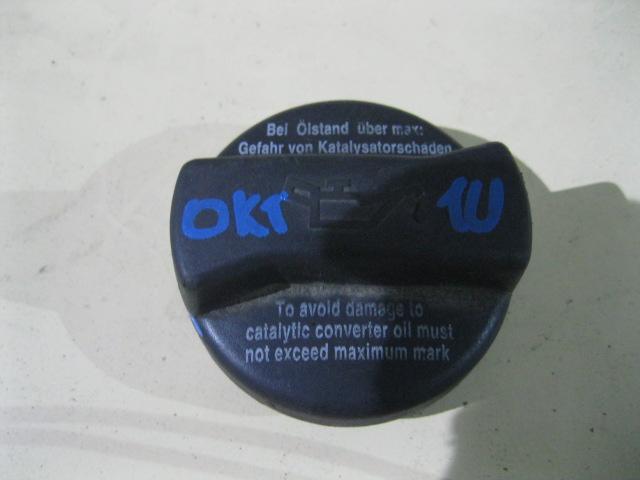 Bei Ölstand über max:
Gefahr von Katalysatorschäden
OKT 1U
To avoid damage to
catalytic converter oil must
not exceed maximum mark